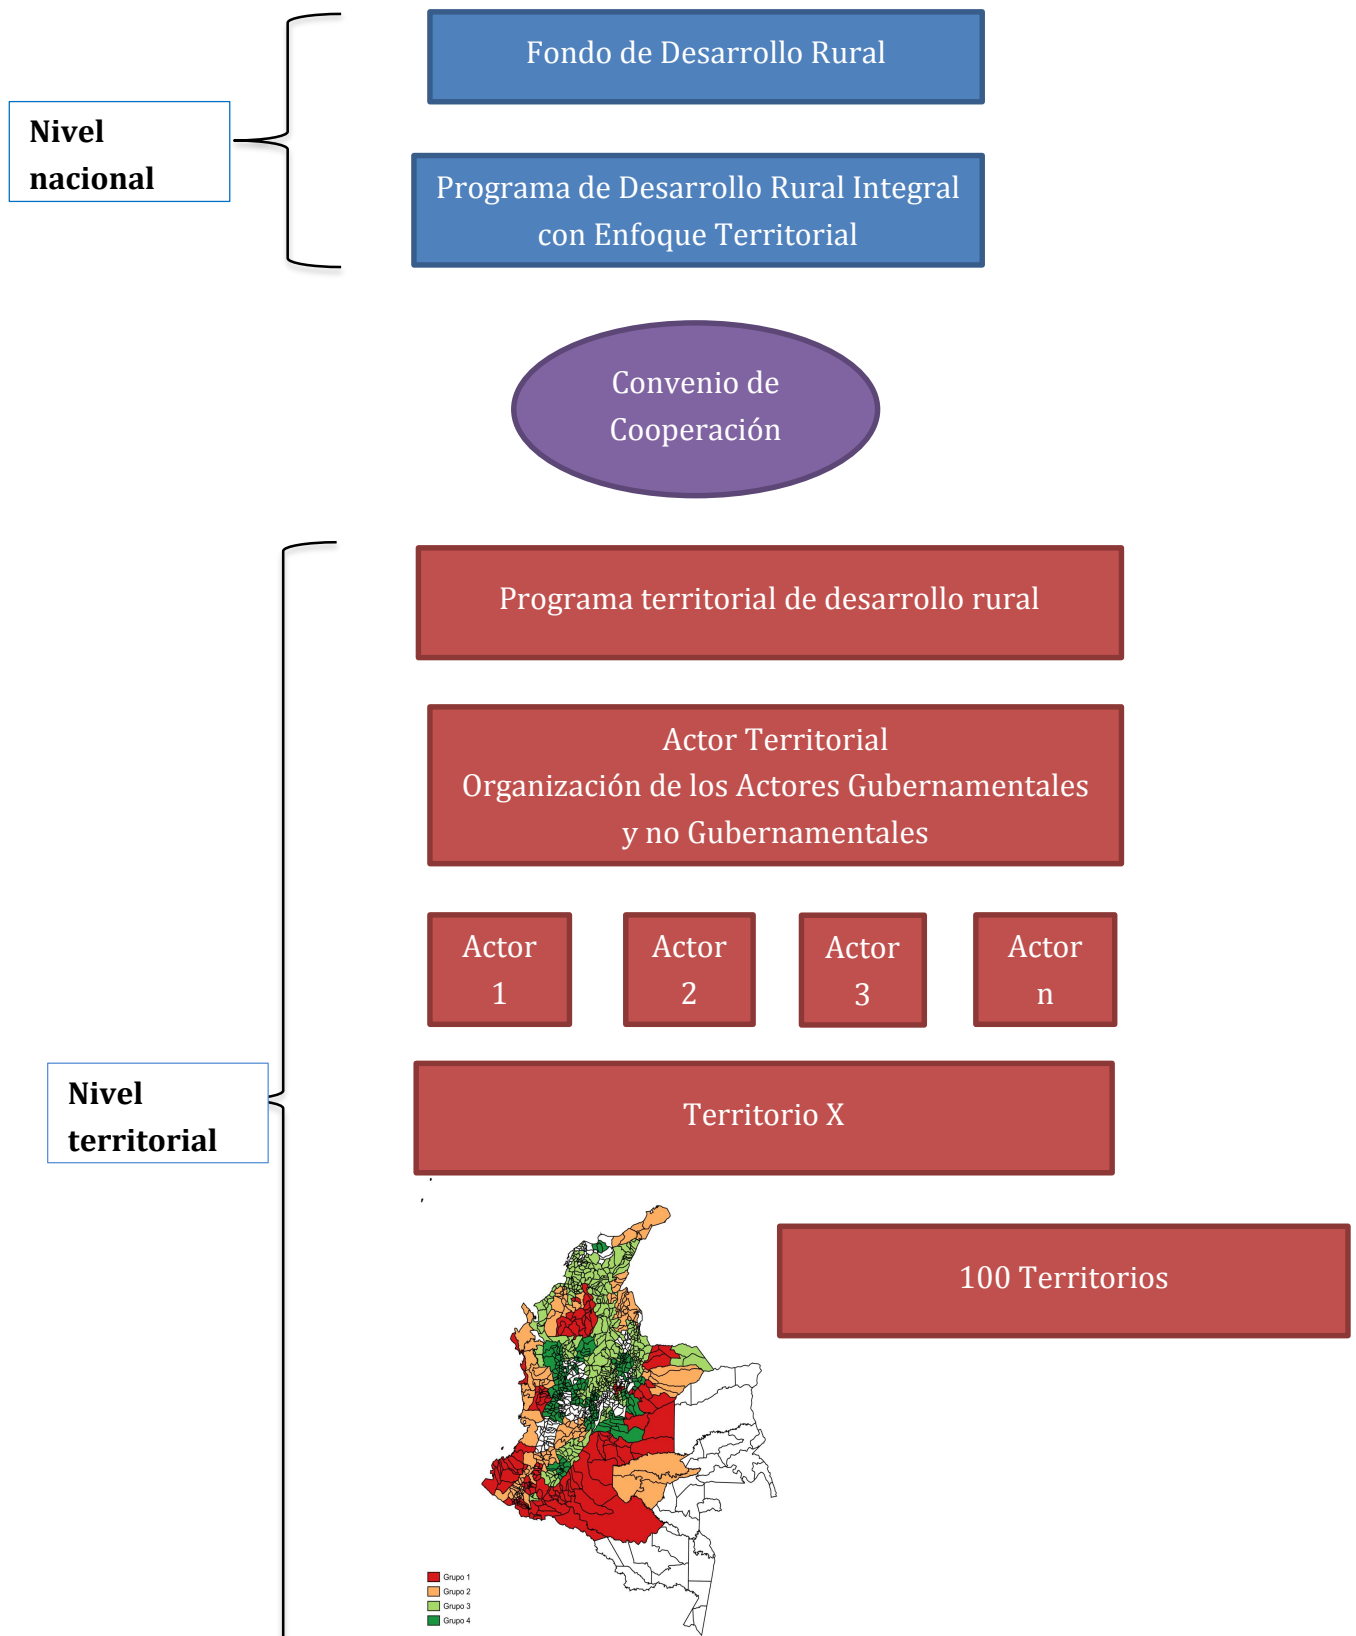 Fondo de Desarrollo Rural
Nivel
nacional
Programa de Desarrollo Rural Integral
con Enfoque Territorial
Convenio de
Cooperación
Programa territorial de desarrollo rural
Actor Territorial
Organización de los Actores Gubernamentales
y no Gubernamentales
Actor
1
Actor
2
Actor
3
Actor
n
Nivel
territorial
Territorio X
100 Territorios
Grupo 1
Grupo 2
Grupo 3
Grupo 4